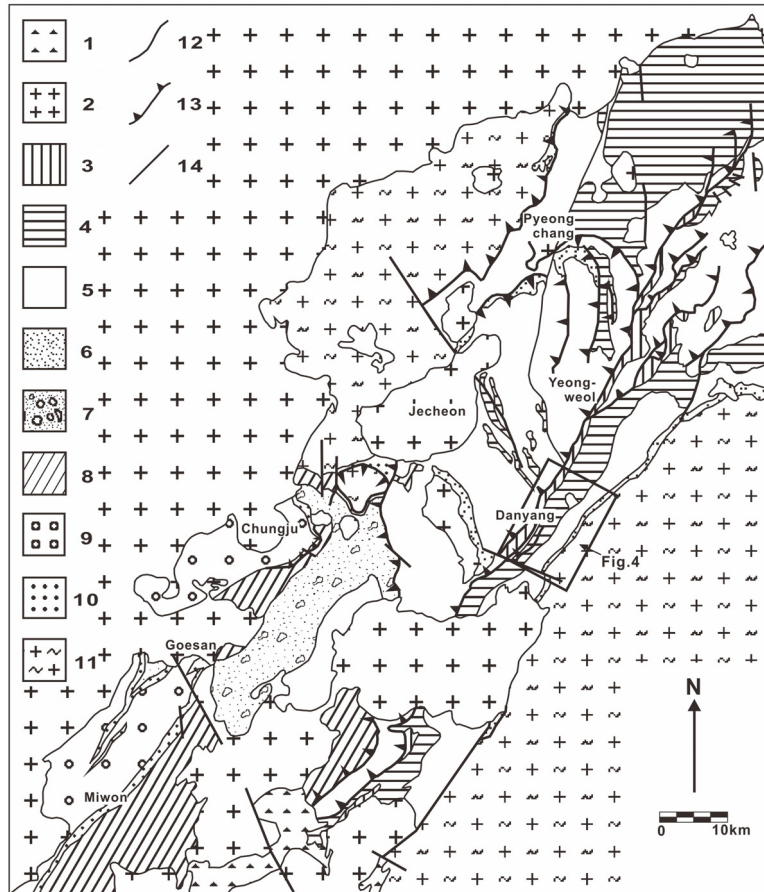 1
12
2
13
3
14
4
5
6
7
8
9
10
11
Pyeong
chang
Yeong-
weol
Jecheon
Danyang
Chungju
Fig.4
Goesan
Miwon
N
0
10km